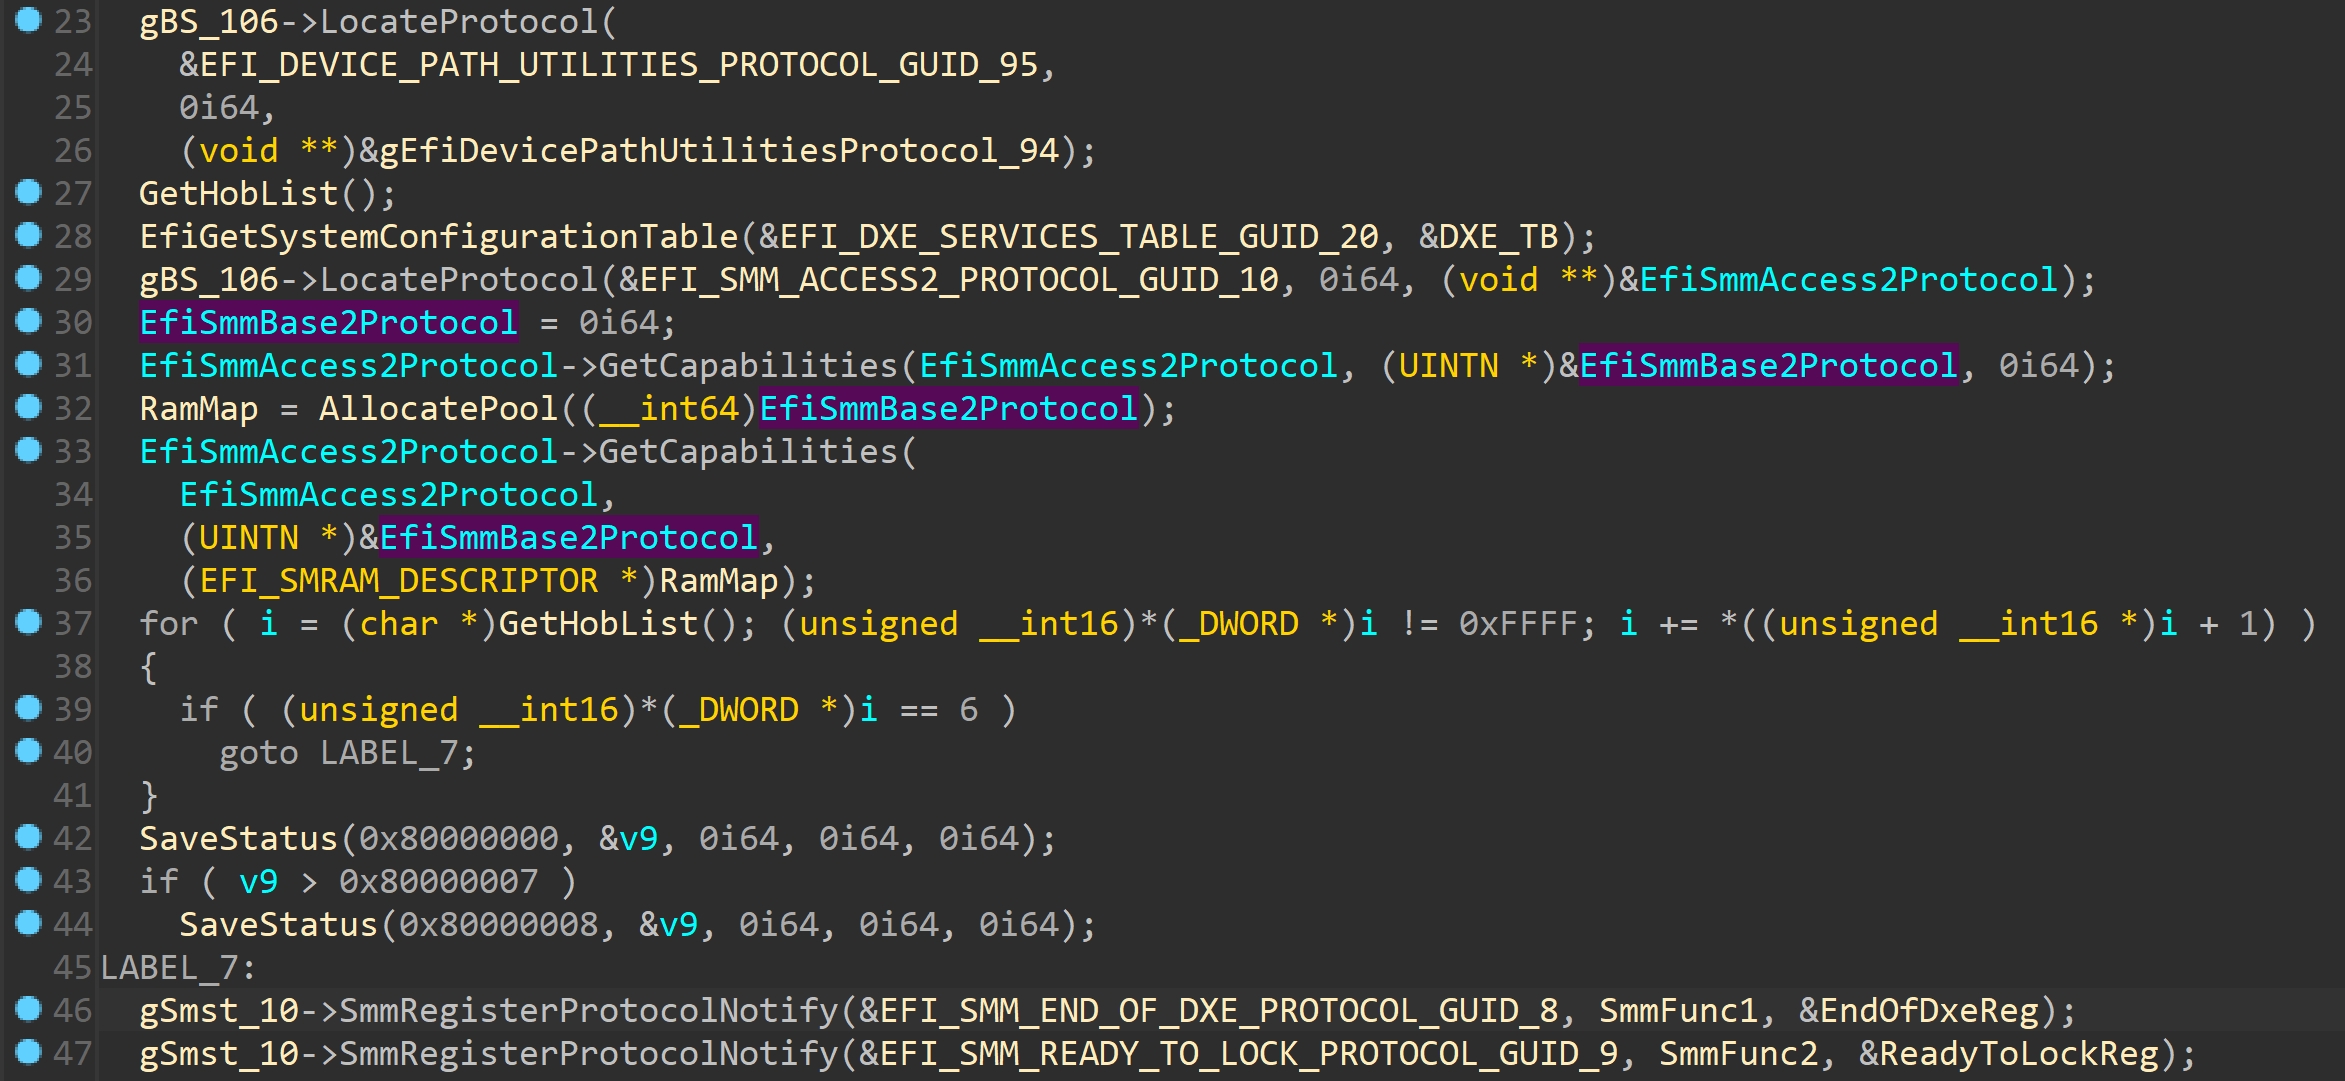 23 gBS_106->LocateProtocol(
24 &EFI_DEVICE_PATH_UTILITIES_PROTOCOL_GUID_95,
25 0i64,
26 (void **)&gEfiDevicePathUtilitiesProtocol_94);
27 GetHobList();
28 EfiGetSystemConfigurationTable(&EFI_DXE_SERVICES_TABLE_GUID_20, &DXE_TB);
29 gBS_106->LocateProtocol(&EFI_SMM_ACCESS2_PROTOCOL_GUID_10, 0i64, (void **)&EfiSmmAccess2Protocol);
30 EfiSmmBase2Protocol = 0i64;
31 EfiSmmAccess2Protocol->GetCapabilities(EfiSmmAccess2Protocol, (UINTN *)&EfiSmmBase2Protocol, 0i64);
32 RamMap = AllocatePool((__int64)EfiSmmBase2Protocol);
33 EfiSmmAccess2Protocol->GetCapabilities(
34 EfiSmmAccess2Protocol,
35 (UINTN *)&EfiSmmBase2Protocol,
36 (EFI_SMRAM_DESCRIPTOR *)RamMap);
37 for ( i = (char *)GetHobList(); (unsigned __int16)*(_DWORD *)i != 0xFFFF; i += *((unsigned __int16 *)i + 1) )
38 {
39 if ( (unsigned __int16)*(_DWORD *)i == 6 )
40 goto LABEL_7;
41 }
42 SaveStatus(0x80000000, &v9, 0i64, 0i64, 0i64);
43 if ( v9 > 0x80000007 )
44 SaveStatus(0x80000008, &v9, 0i64, 0i64, 0i64);
45 LABEL_7:
46 gSmst_10->SmmRegisterProtocolNotify(&EFI_SMM_END_OF_DXE_PROTOCOL_GUID_8, SmmFunc1, &EndOfDxeReg);
47 gSmst_10->SmmRegisterProtocolNotify(&EFI_SMM_READY_TO_LOCK_PROTOCOL_GUID_9, SmmFunc2, &ReadyToLockReg);